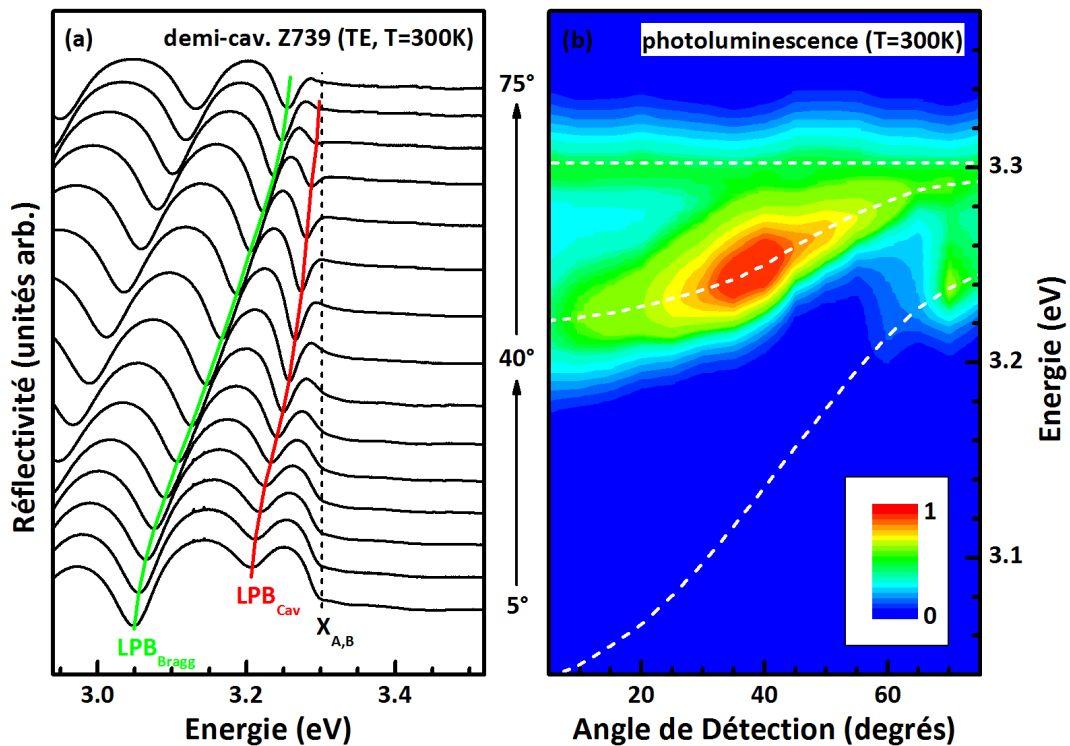 (a) demi-cav. Z739 (TE, T=300K)
75°
40°
5°
LPB_Cav
LPB_Bragg
X_A,B
Réflectivité (unités arb.)
3.0 3.2 3.4
Energie (eV)
(b) photoluminescence (T=300K)
3.3
3.2
3.1
Energie (eV)
1
0
20 40 60
Angle de Détection (degrés)